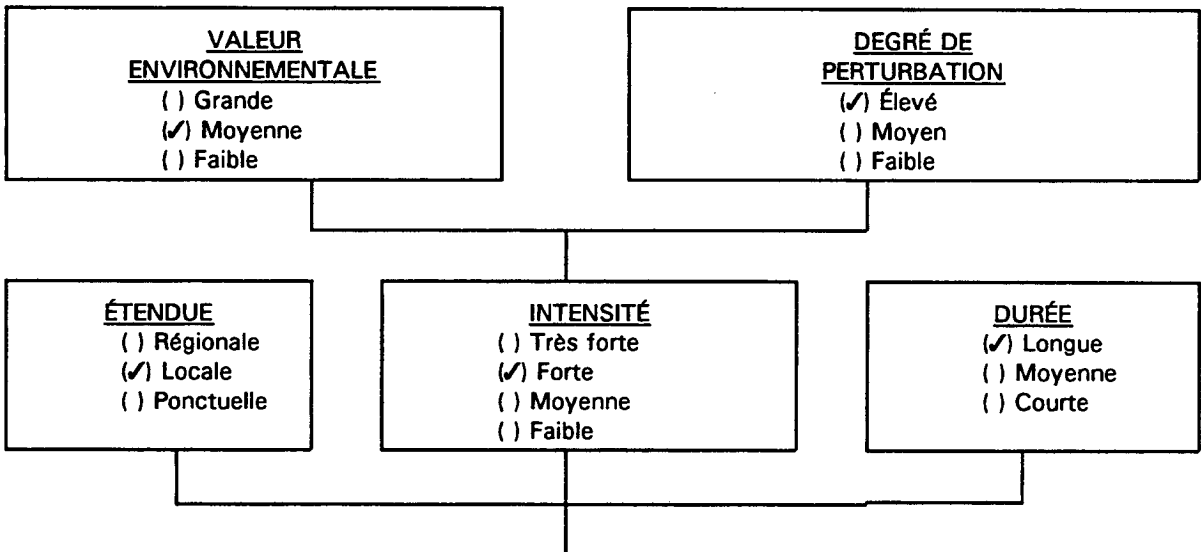 VALEUR
ENVIRONNEMENTALE
( ) Grande
(✓) Moyenne
( ) Faible
DEGRÉ DE
PERTURBATION
(✓) Élevé
( ) Moyen
( ) Faible
ÉTENDUE
( ) Régionale
(✓) Locale
( ) Ponctuelle
INTENSITÉ
( ) Très forte
(✓) Forte
( ) Moyenne
( ) Faible
DURÉE
(✓) Longue
( ) Moyenne
( ) Courte